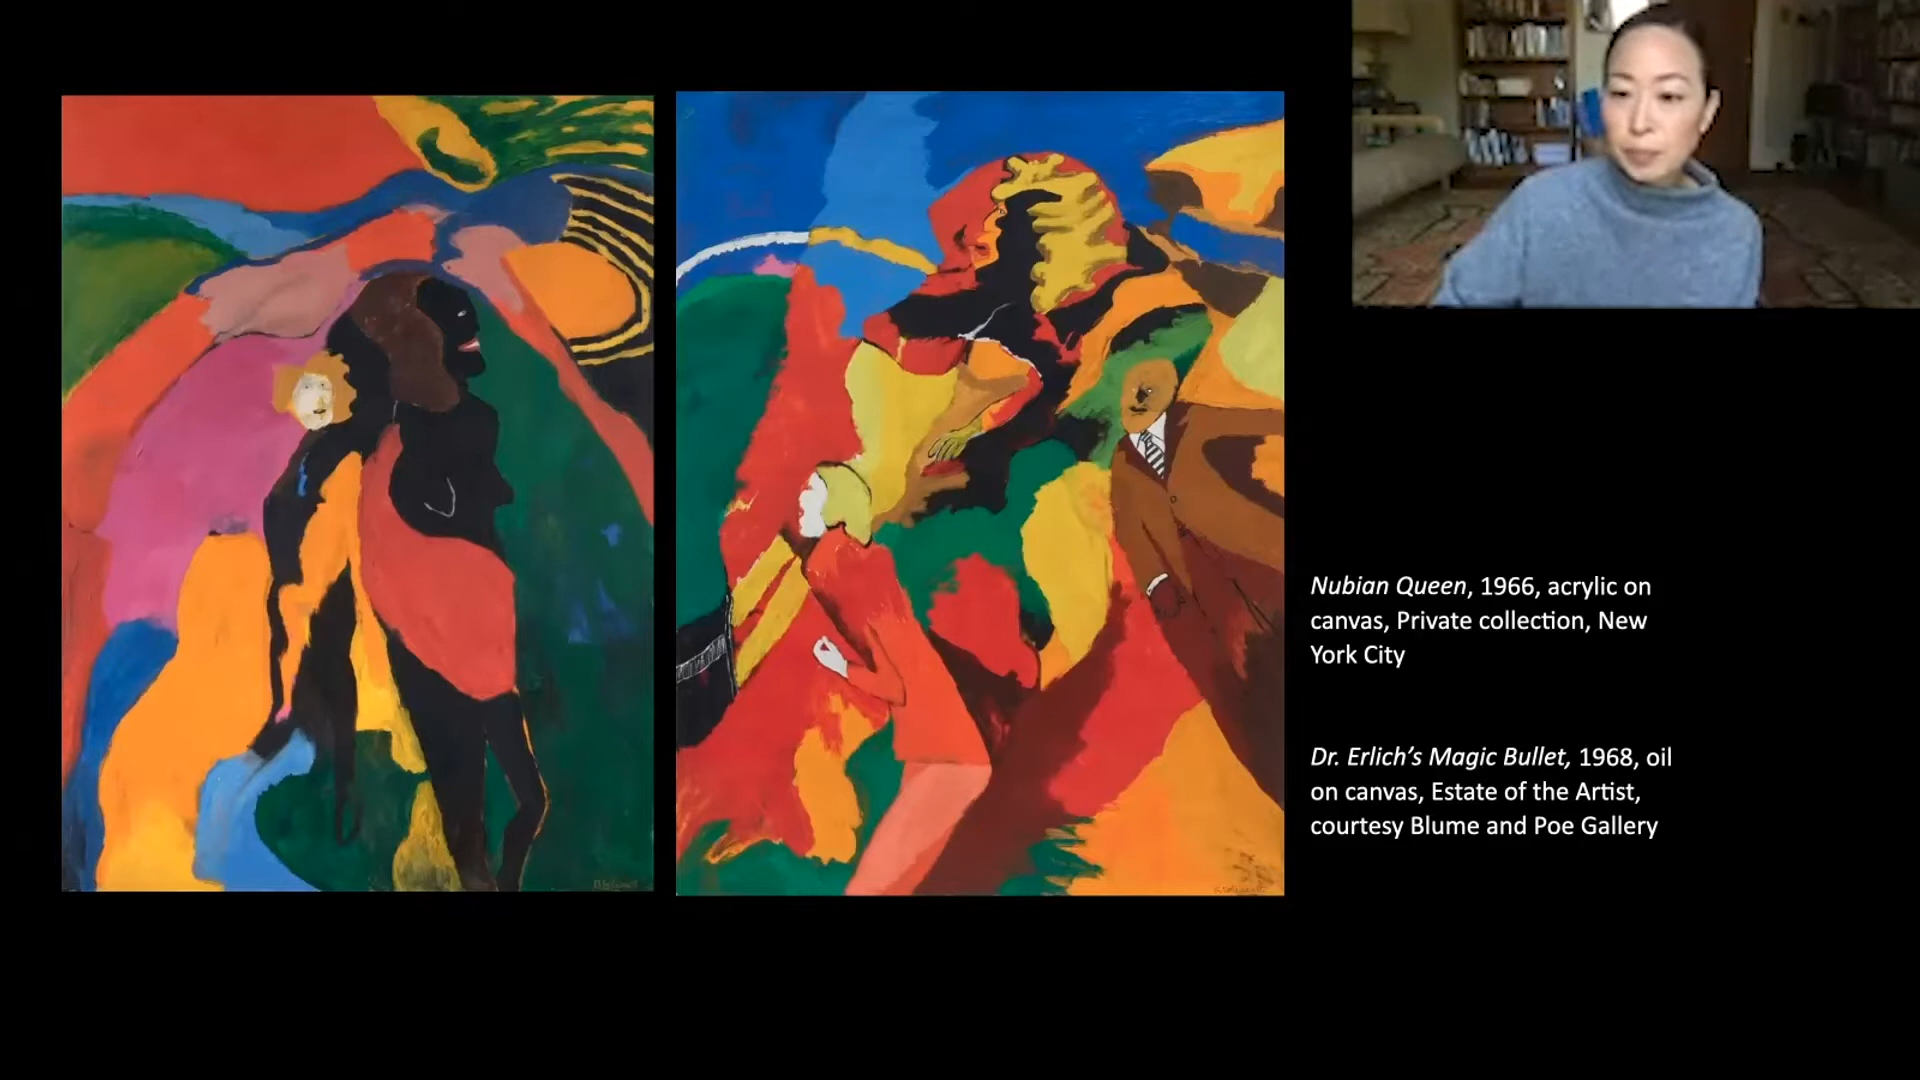 Nubian Queen, 1966, acrylic on
canvas, Private collection, New
York City
Dr. Erlich’s Magic Bullet, 1968, oil
on canvas, Estate of the Artist,
courtesy Blume and Poe Gallery